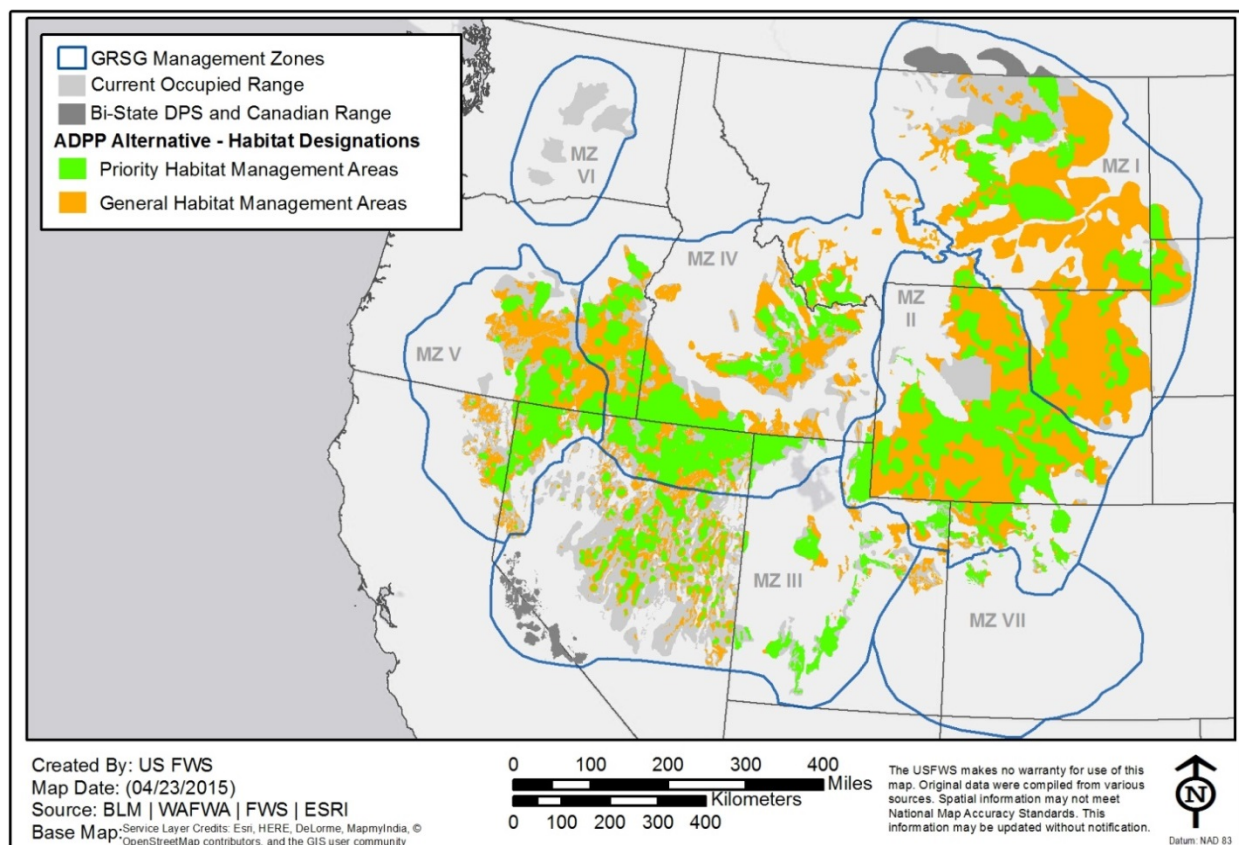 GRSG Management Zones
Current Occupied Range
Bi-State DPS and Canadian Range
ADPP Alternative - Habitat Designations
Priority Habitat Management Areas
General Habitat Management Areas
MZ
VI
MZ I
MZ IV
MZ
II
MZ V
MZ III
MZ VII
Created By: US FWS
Map Date: (04/23/2015)
Source: BLM | WAFWA | FWS | ESRI
Base Map: Service Layer Credits: Esri, HERE, DeLorme, MapmyIndia, ©
OpenStreetMap contributors, and the GIS user community
0 50 100 200 300 400
Miles
Kilometers
0 50 100 200 300 400
The USFWS makes no warranty for use of this
map. Original data were compiled from various
sources. Spatial information may not meet
National Map Accuracy Standards. This
information may be updated without notification.
N
Datum: NAD 83